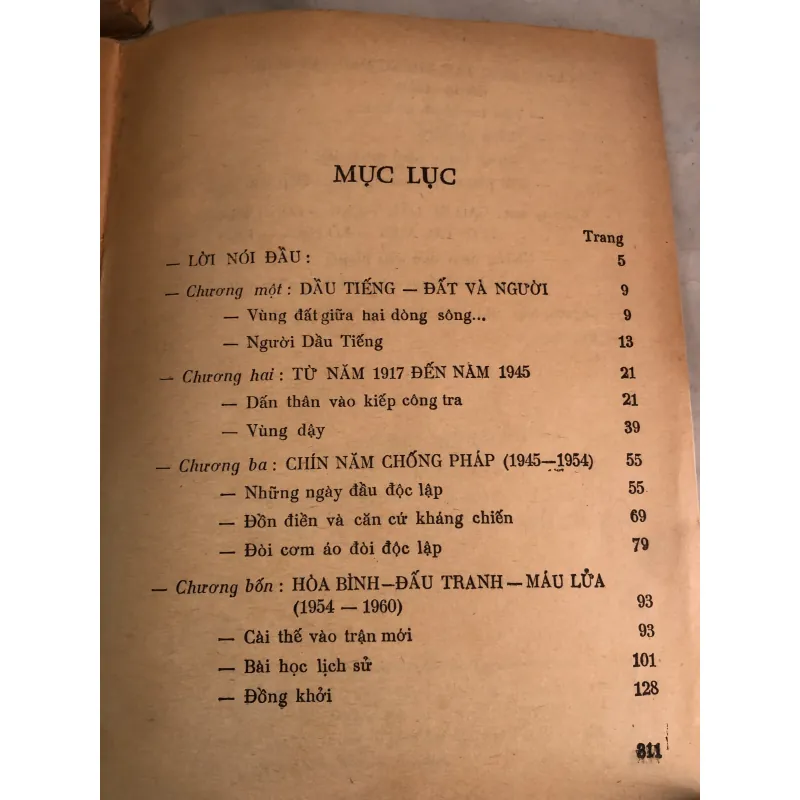 MỤC LỤC
Trang
— LỜI NÓI ĐẦU : 5
— Chương một : DẦU TIẾNG — ĐẤT VÀ NGƯỜI 9
— Vùng đất giữa hai dòng sông... 9
— Người Dầu Tiếng 13
— Chương hai : TỪ NĂM 1917 ĐẾN NĂM 1945 21
— Dấn thân vào kiếp công tra 21
— Vùng dậy 39
— Chương ba : CHÍN NĂM CHỐNG PHÁP (1945—1954) 55
— Những ngày đầu độc lập 55
— Đồn điền và căn cứ kháng chiến 69
— Đòi cơm áo đòi độc lập 79
— Chương bốn : HÒA BÌNH—ĐẤU TRANH—MÁU LỬA
(1954 — 1960) 93
— Cài thế vào trận mới 93
— Bài học lịch sử 101
— Đồng khởi 128
311